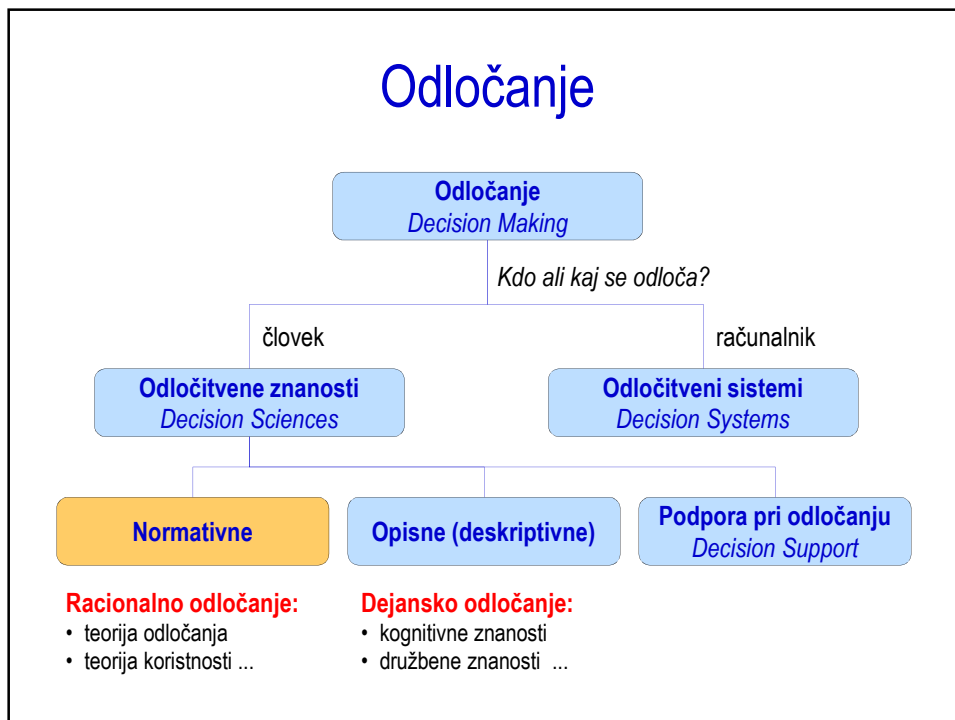 Odločanje
Odločanje
Decision Making
Kdo ali kaj se odloča?
človek
računalnik
Odločitvene znanosti
Decision Sciences
Odločitveni sistemi
Decision Systems
Normativne
Opisne (deskriptivne)
Podpora pri odločanju
Decision Support
Racionalno odločanje:
• teorija odločanja
• teorija koristnosti ...
Dejansko odločanje:
• kognitivne znanosti
• družbene znanosti ...